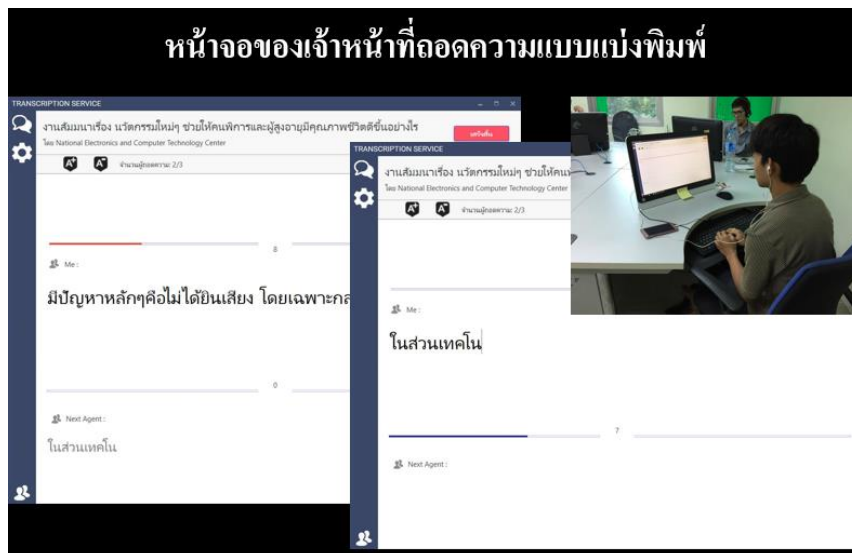 หน้าจอของเจ้าหน้าที่ถอดความแบบแบ่งพิมพ์
TRANSCRIPTION SERVICE
งานสัมมนาเรื่อง นวัตกรรมใหม่ๆ ช่วยให้คนพิการและผู้สูงอายุมีคุณภาพชีวิตดีขึ้นอย่างไร
โดย National Electronics and Computer Technology Center
A+ A- จำนวนผู้ถอดความ: 2/3
8
Me :
มีปัญหาหลักๆคือไม่ได้ยินเสียง โดยเฉพาะกล
0
Next Agent :
ในส่วนเทคโน
TRANSCRIPTION SERVICE
งานสัมมนาเรื่อง นวัตกรรมใหม่ๆ ช่วยให้คนพ
โดย National Electronics and Computer Technology Center
A+ A- จำนวนผู้ถอดความ: 2/3
Me :
ในส่วนเทคโน
7
Next Agent :